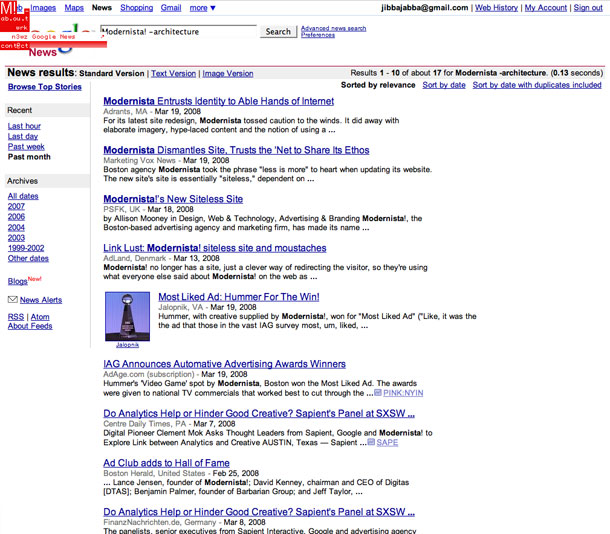 M!
ab.ou.t
w.erk
n3wz Google News
cont@ct
Images Maps News Shopping Gmail more ▼
jibbajabba@gmail.com | Web History | My Account | Sign out
Modernista! -architecture
Search
Advanced news search
Preferences
News
News results: Standard Version | Text Version | Image Version
Results 1 - 10 of about 17 for Modernista -architecture. (0.13 seconds)
Browse Top Stories
Sorted by relevance Sort by date Sort by date with duplicates included
Recent
Last hour
Last day
Past week
Past month
Archives
All dates
2007
2006
2004
2003
1999-2002
Other dates
Blogs New!
News Alerts
RSS | Atom
About Feeds
Modernista Entrusts Identity to Able Hands of Internet
Adrants, MA - Mar 19, 2008
For its latest site redesign, Modernista tossed caution to the winds. It did away with
elaborate imagery, hype-laced content and the notion of using a ...
Modernista Dismantles Site, Trusts the 'Net to Share Its Ethos
Marketing Vox News - Mar 19, 2008
Boston agency Modernista took the phrase "less is more" to heart when updating its website.
The new site's is essentially "siteless," dependent on ...
Modernista!'s New Siteless Site
PSFK, UK - Mar 18, 2008
by Allison Mooney in Design, Web & Technology, Advertising & Branding Modernista!, the
Boston-based advertising agency and marketing firm, has made its name ...
Link Lust: Modernista! siteless site and moustaches
AdLand, Denmark - Mar 13, 2008
Modernista! no longer has a site, just a clever way of redirecting the visitor, so they're using
what everyone else said about Modernista! on the web as ...
Most Liked Ad: Hummer For The Win!
Jalopnik, VA - Mar 19, 2008
Hummer, with creative supplied by Modernista!, won for "Most Liked Ad" ("Like, it was the
the ad that those in the vast IAG survey most, um, liked, ...
Jalopnik
IAG Announces Automative Advertising Awards Winners
AdAge.com (subscription) - Mar 19, 2008
Hummer's 'Video Game' spot by Modernista, Boston won the Most Liked Ad. The awards
were given to national TV commercials that worked best to cut through the ... PINK:NYIN
Do Analytics Help or Hinder Good Creative? Sapient's Panel at SXSW ...
Centre Daily Times, PA - Mar 7, 2008
Digital Pioneer Clement Mok Asks Thought Leaders from Sapient, Google and Modernista! to
Explore Link between Analytics and Creative AUSTIN, Texas — Sapient ... SAPE
Ad Club adds to Hall of Fame
Boston Herald, United States - Feb 25, 2008
... Lance Jensen, founder of Modernista!; David Kenney, chairman and CEO of Digitas
[DTAS]; Benjamin Palmer, founder of Barbarian Group; and Jeff Taylor, ...
Do Analytics Help or Hinder Good Creative? Sapient's Panel at SXSW ...
FinanzNachrichten.de, Germany - Mar 8, 2008
The panelists, senior executives from Sapient Interactive, Google and advertising agency